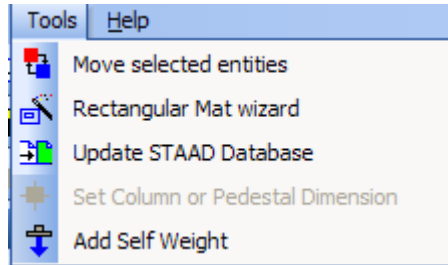 Tools Help
Move selected entities
Rectangular Mat wizard
Update STAAD Database
Set Column or Pedestal Dimension
Add Self Weight